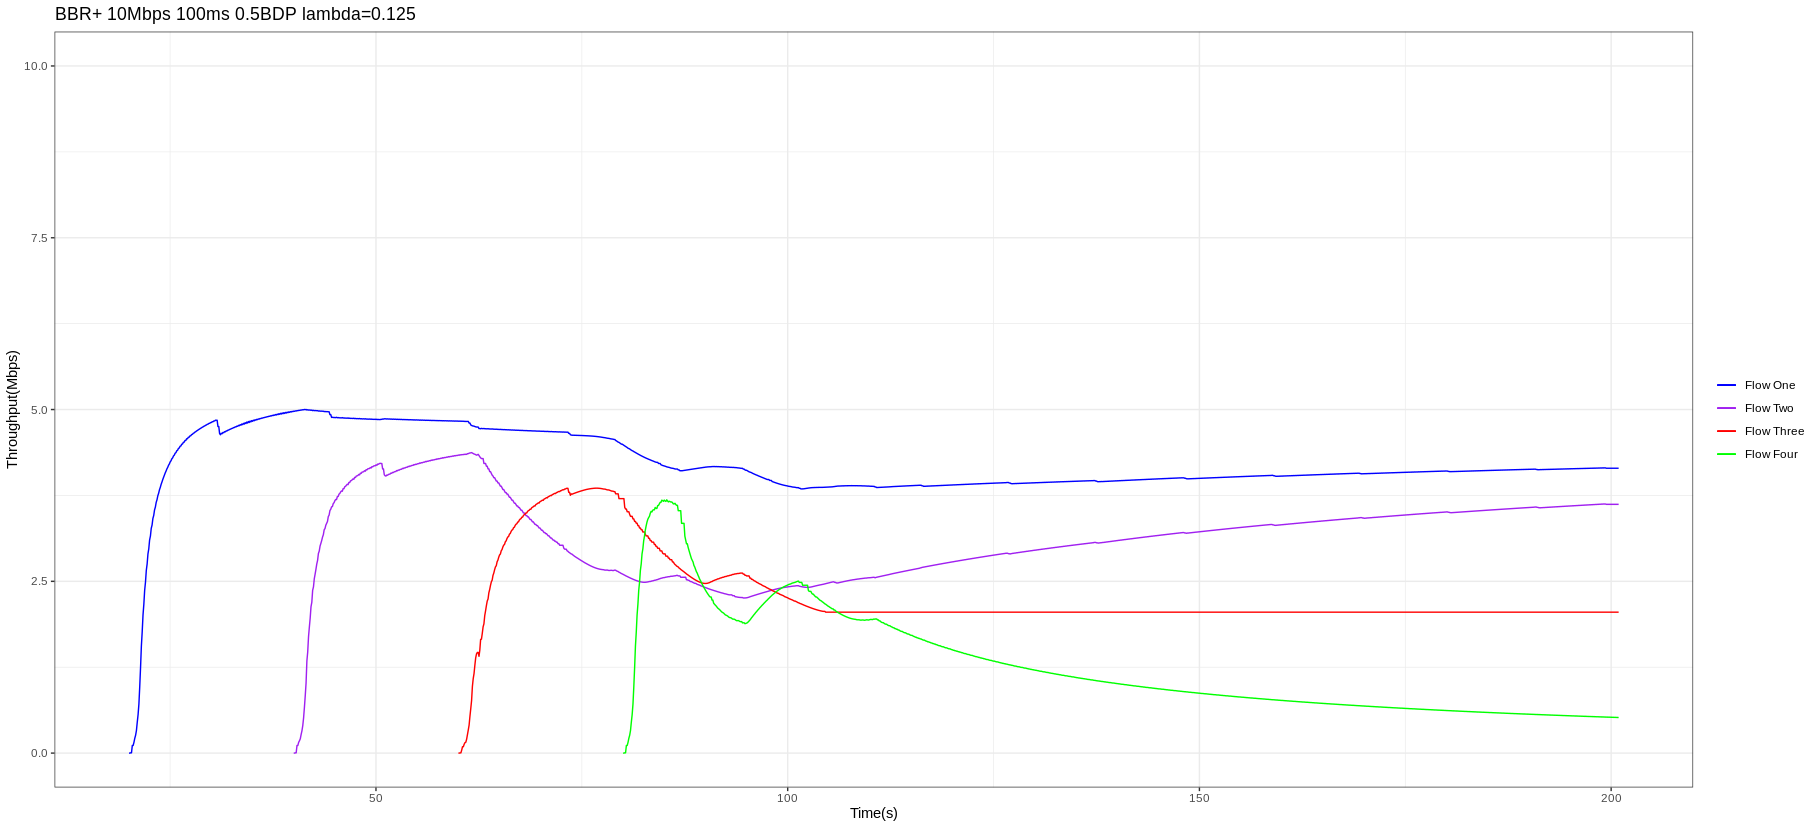 BBR+ 10Mbps 100ms 0.5BDP lambda=0.125
Throughput(Mbps)
10.0
7.5
5.0
2.5
0.0
50
100
150
200
Time(s)
Flow One
Flow Two
Flow Three
Flow Four